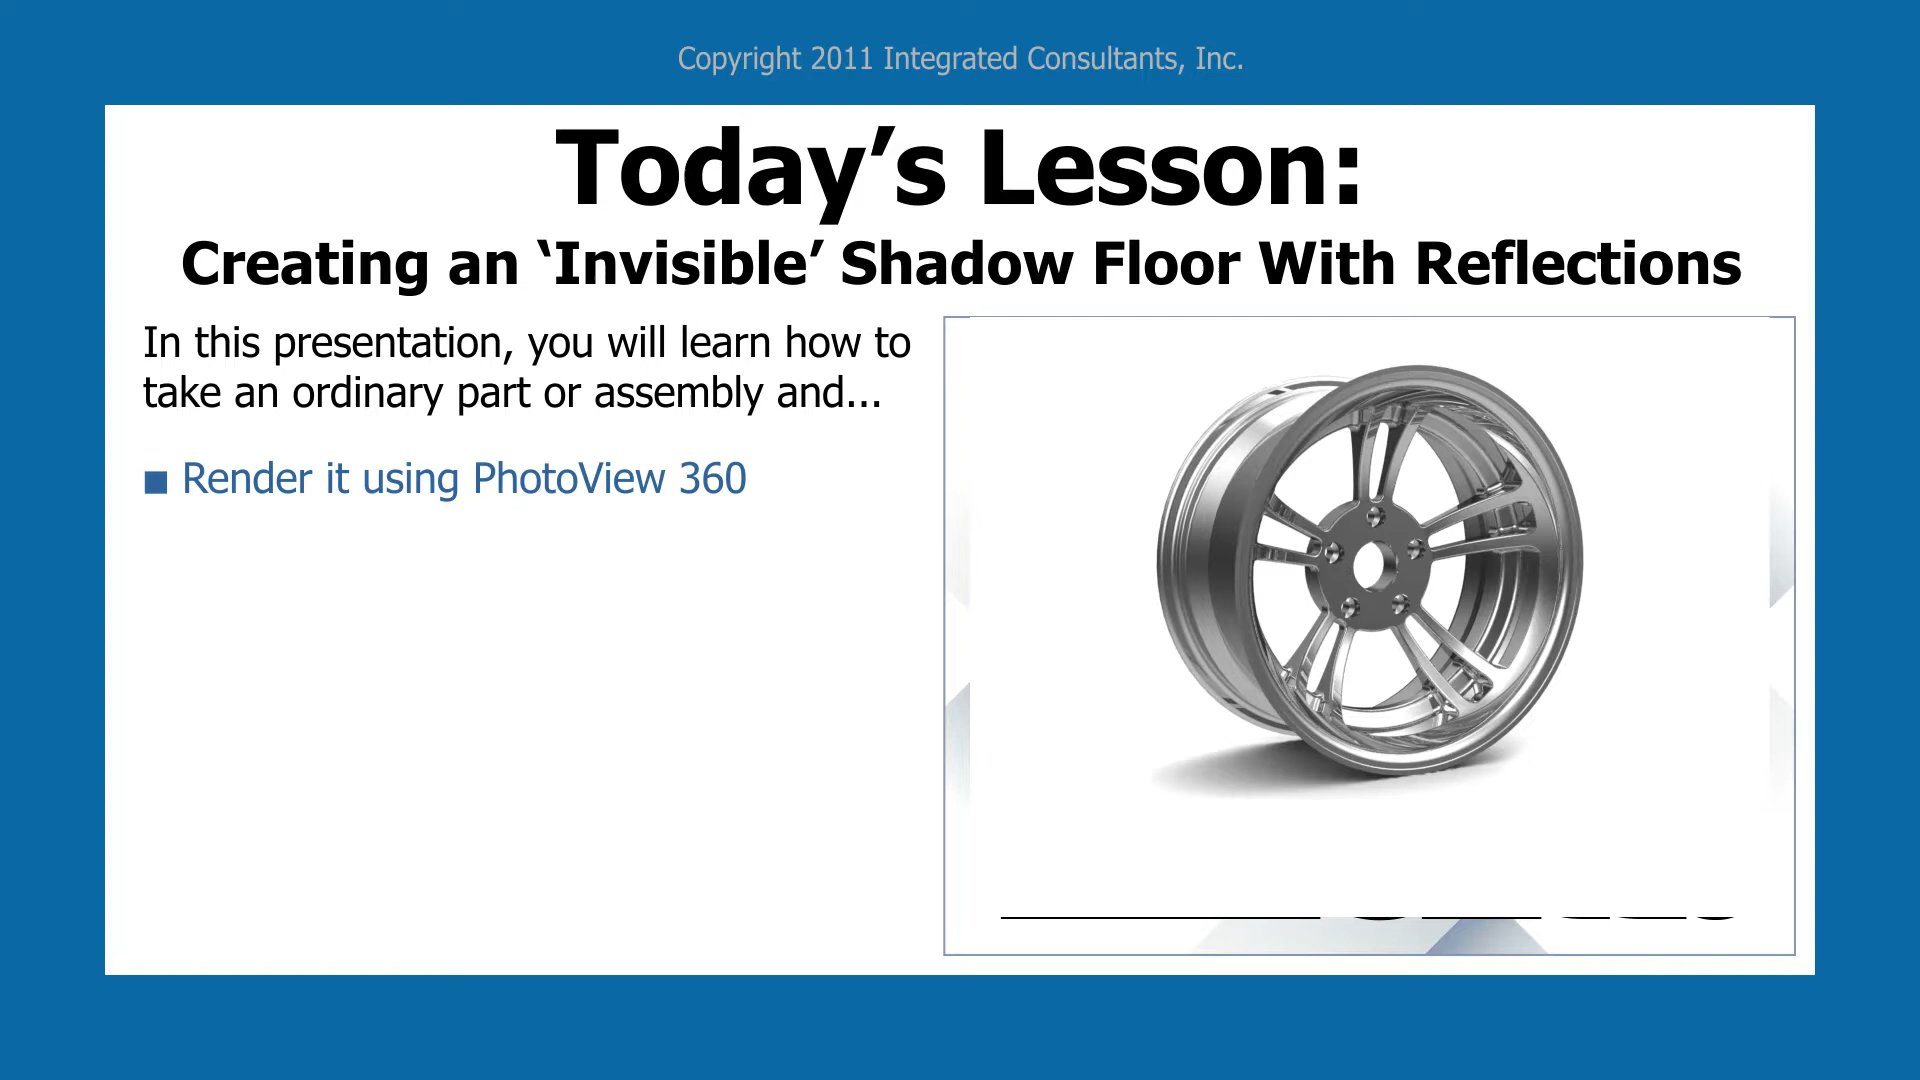 Copyright 2011 Integrated Consultants, Inc.
Today’s Lesson:
Creating an ‘Invisible’ Shadow Floor With Reflections
In this presentation, you will learn how to
take an ordinary part or assembly and...
■ Render it using PhotoView 360